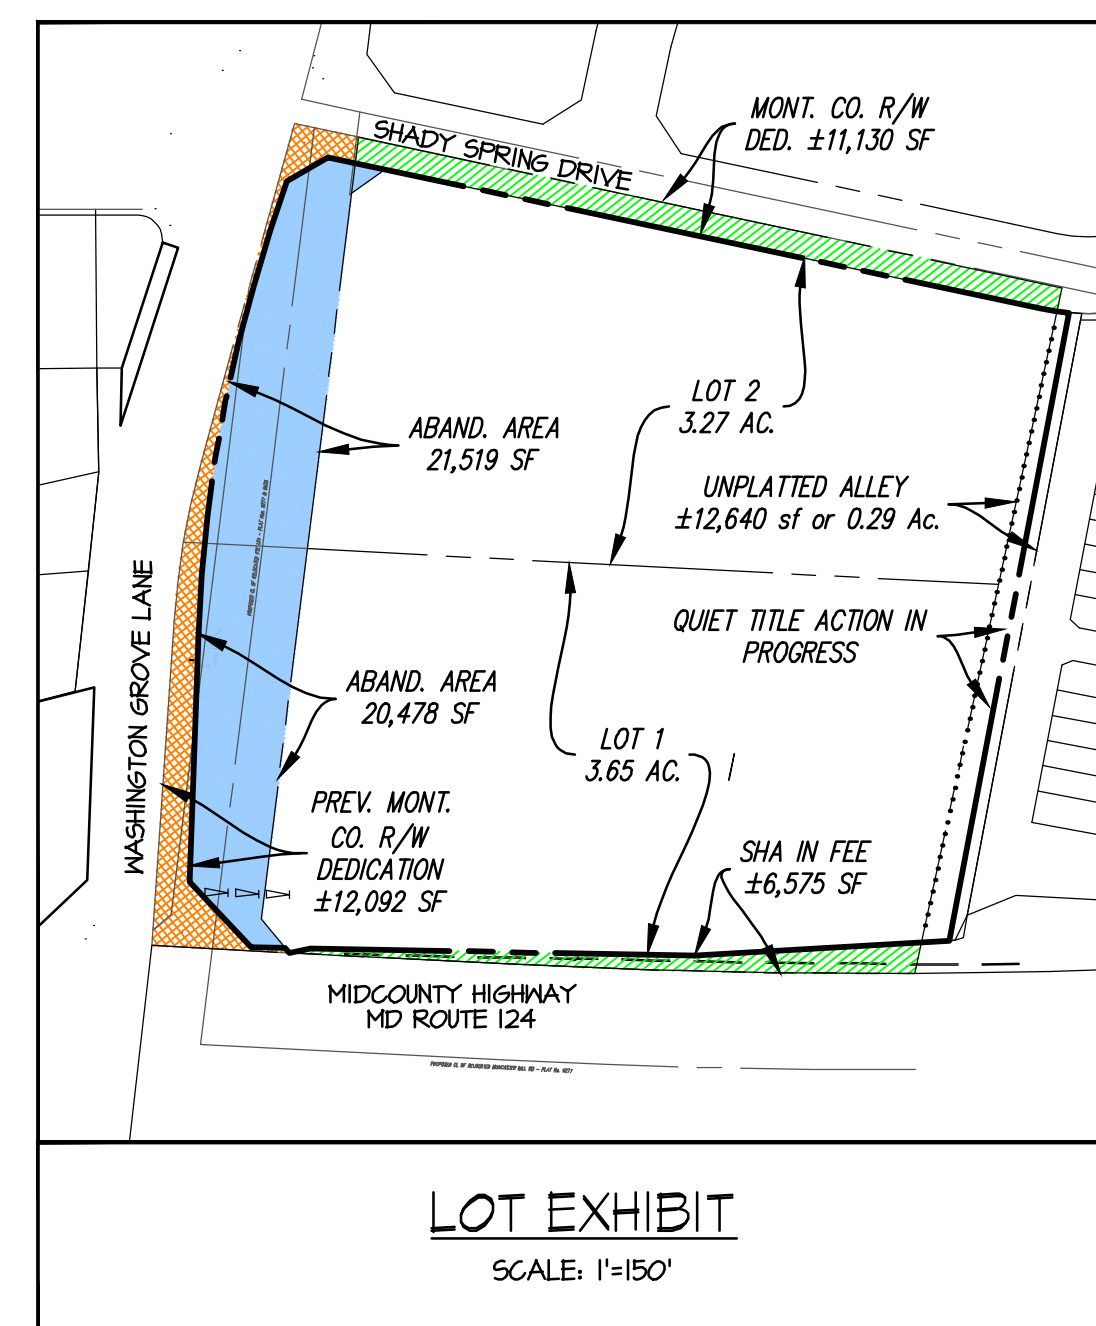 MONT. CO. R/W
DED. ±11,130 SF
SHADY SPRING DRIVE
LOT 2
3.27 AC.
ABAND. AREA
21,519 SF
UNPLATTED ALLEY
±12,640 sf or 0.29 Ac.
QUIET TITLE ACTION IN
PROGRESS
WASHINGTON GROVE LANE
ABAND. AREA
20,478 SF
LOT 1
3.65 AC.
PREV. MONT.
CO. R/W
DEDICATION
±12,092 SF
SHA IN FEE
±6,575 SF
MIDCOUNTY HIGHWAY
MD ROUTE 124
LOT EXHIBIT
SCALE: 1'=150'